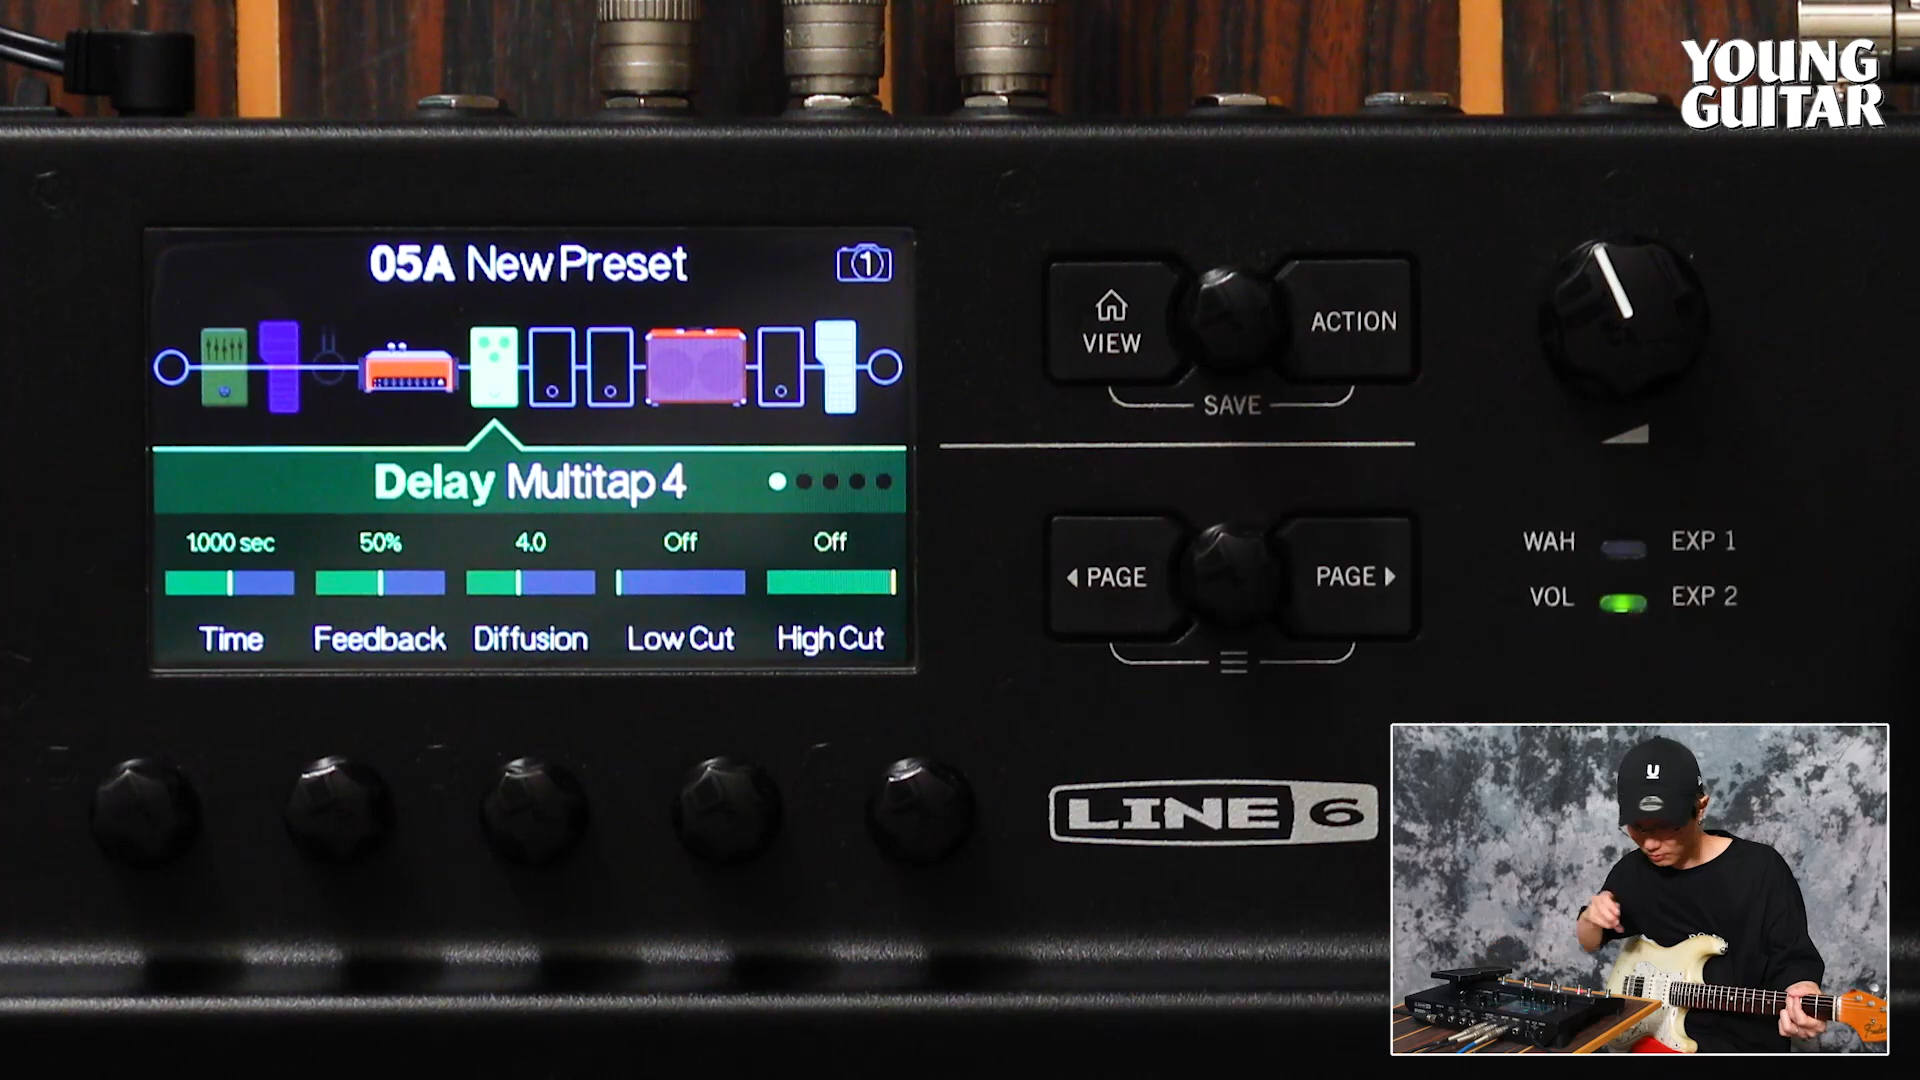 YOUNG
GUITAR
05A New Preset
1
VIEW
ACTION
SAVE
Delay Multitap 4
1.000 sec 50% 4.0 Off Off
Time Feedback Diffusion Low Cut High Cut
PAGE
PAGE
WAH EXP 1
VOL EXP 2
LINE 6
U